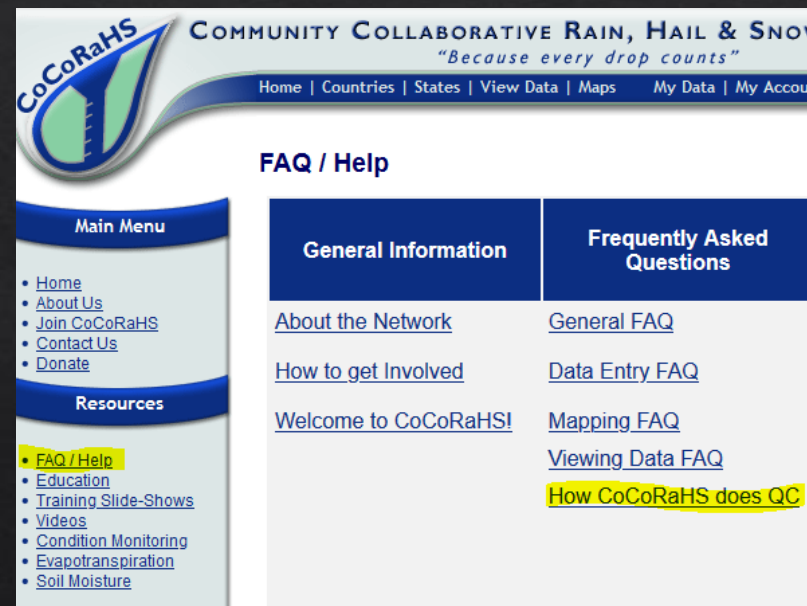 CoCoRaHS
COMMUNITY COLLABORATIVE RAIN, HAIL & SNOW
"Because every drop counts"
Home | Countries | States | View Data | Maps My Data | My Accou
FAQ / Help
Main Menu
Home
About Us
Join CoCoRaHS
Contact Us
Donate
Resources
FAQ / Help
Education
Training Slide-Shows
Videos
Condition Monitoring
Evapotranspiration
Soil Moisture
General Information
About the Network
How to get Involved
Welcome to CoCoRaHS!
Frequently Asked
Questions
General FAQ
Data Entry FAQ
Mapping FAQ
Viewing Data FAQ
How CoCoRaHS does QC